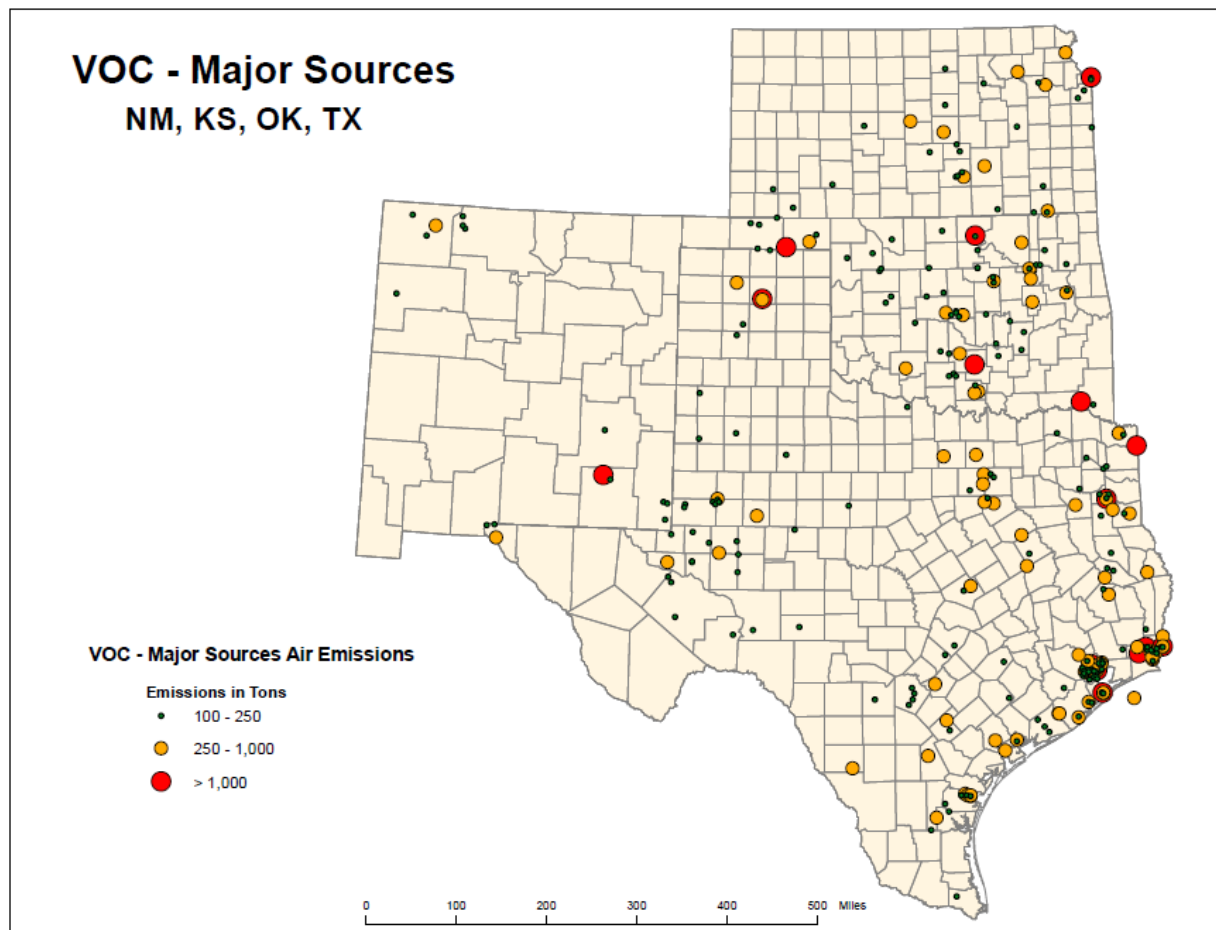 VOC - Major Sources
NM, KS, OK, TX
VOC - Major Sources Air Emissions
Emissions in Tons
100 - 250
250 - 1,000
> 1,000
0 100 200 300 400 500 Miles